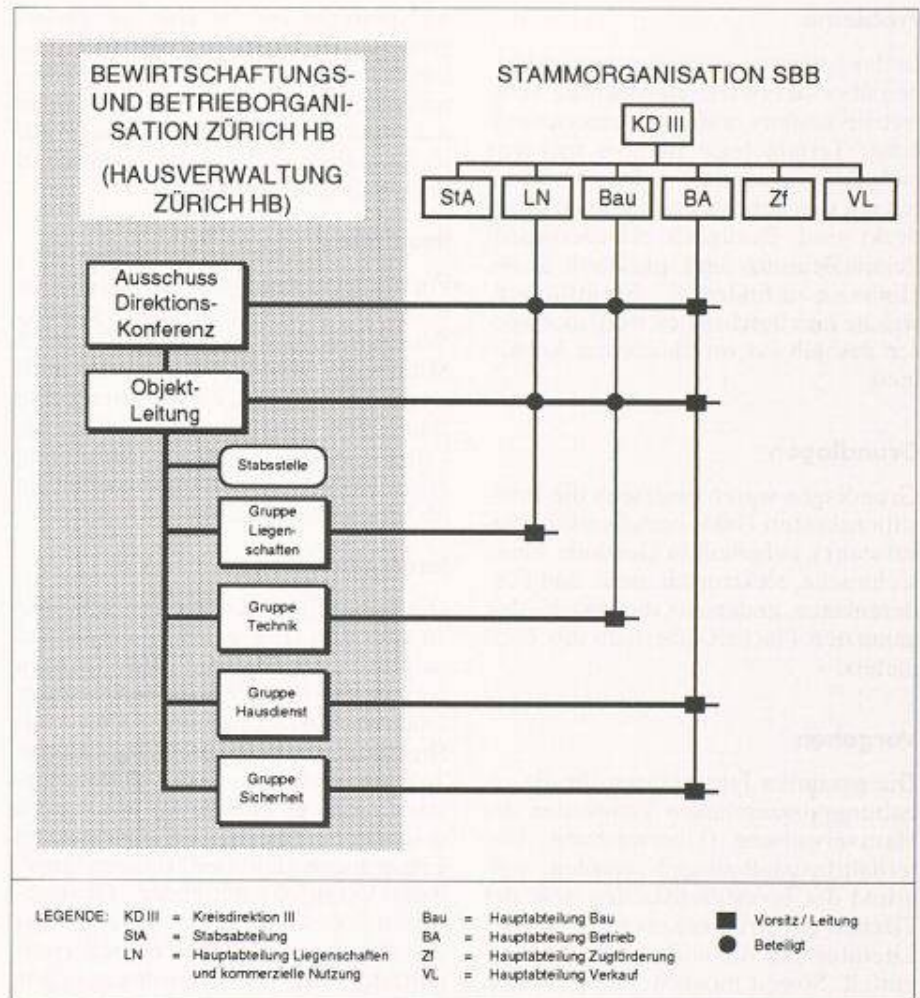 BEWIRTSCHAFTUNGS-
UND BETRIEBORGANI-
SATION ZÜRICH HB
(HAUSVERWALTUNG
ZÜRICH HB)
STAMMORGANISATION SBB
KD III
StA LN Bau BA Zf VL
Ausschuss
Direktions-
Konferenz
Objekt-
Leitung
Stabsstelle
Gruppe
Liegen-
schaften
Gruppe
Technik
Gruppe
Hausdienst
Gruppe
Sicherheit
LEGENDE: KD III = Kreisdirektion III
StA = Stabsabteilung
LN = Hauptabteilung Liegenschaften
und kommerzielle Nutzung
Bau = Hauptabteilung Bau
BA = Hauptabteilung Betrieb
Zf = Hauptabteilung Zugförderung
VL = Hauptabteilung Verkauf
Vorsitz / Leitung
Beteiligt